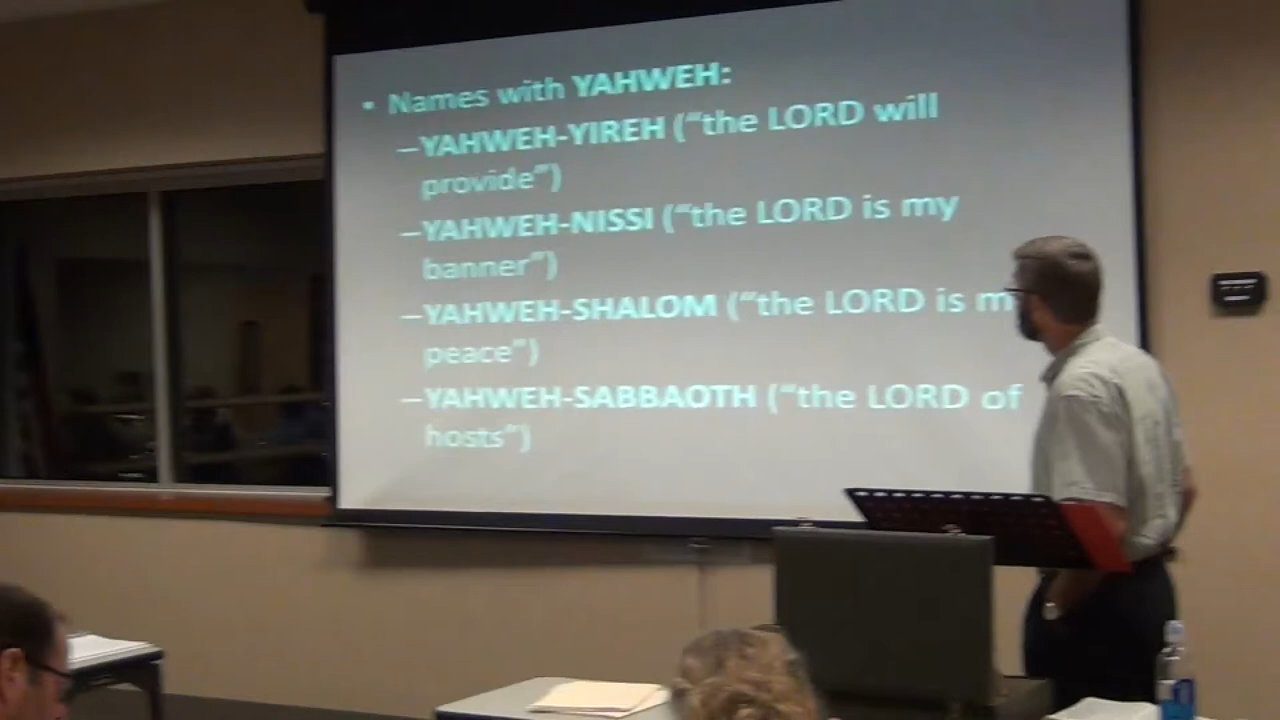 • Names with YAHWEH:
–YAHWEH-YIREH (“the LORD will
provide”)
–YAHWEH-NISSI (“the LORD is my
banner”)
–YAHWEH-SHALOM (“the LORD is m
peace”)
–YAHWEH-SABBAOTH (“the LORD of
hosts”)